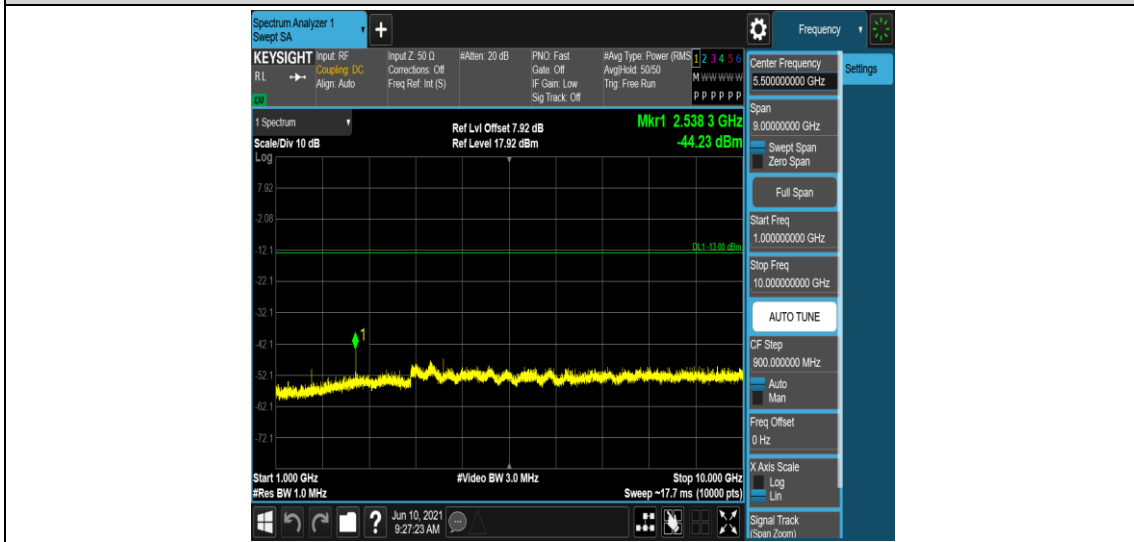 Spectrum Analyzer 1
Swept SA
+
Frequency
KEYSIGHT
Input: RF
Coupling: DC
Align: Auto
Input Z: 50 Ω
Corrections: Off
Freq Ref: Int (S)
#Atten: 20 dB
PNO: Fast
Gate: Off
IF Gain: Low
Sig Track: Off
#Avg Type: Power (RMS
Avg|Hold: 50/50
Trig: Free Run
1 2 3 4 5 6
M W W W W W
P P P P P P
R L
LXI
1 Spectrum
Scale/Div 10 dB
Ref Lvl Offset 7.92 dB
Ref Level 17.92 dBm
Mkr1 2.538 3 GHz
-44.23 dBm
Log
7.92
-2.08
-12.1
DL1 -13.00 dBm
-22.1
-32.1
1
-42.1
-52.1
-62.1
-72.1
Start 1.000 GHz
#Res BW 1.0 MHz
#Video BW 3.0 MHz
Stop 10.000 GHz
Sweep ~17.7 ms (10000 pts)
?
Jun 10, 2021
9:27:23 AM
Center Frequency
5.500000000 GHz
Settings
Span
9.00000000 GHz
Swept Span
Zero Span
Full Span
Start Freq
1.000000000 GHz
Stop Freq
10.000000000 GHz
AUTO TUNE
CF Step
900.000000 MHz
Auto
Man
Freq Offset
0 Hz
X Axis Scale
Log
Lin
Signal Track
(Span Zoom)